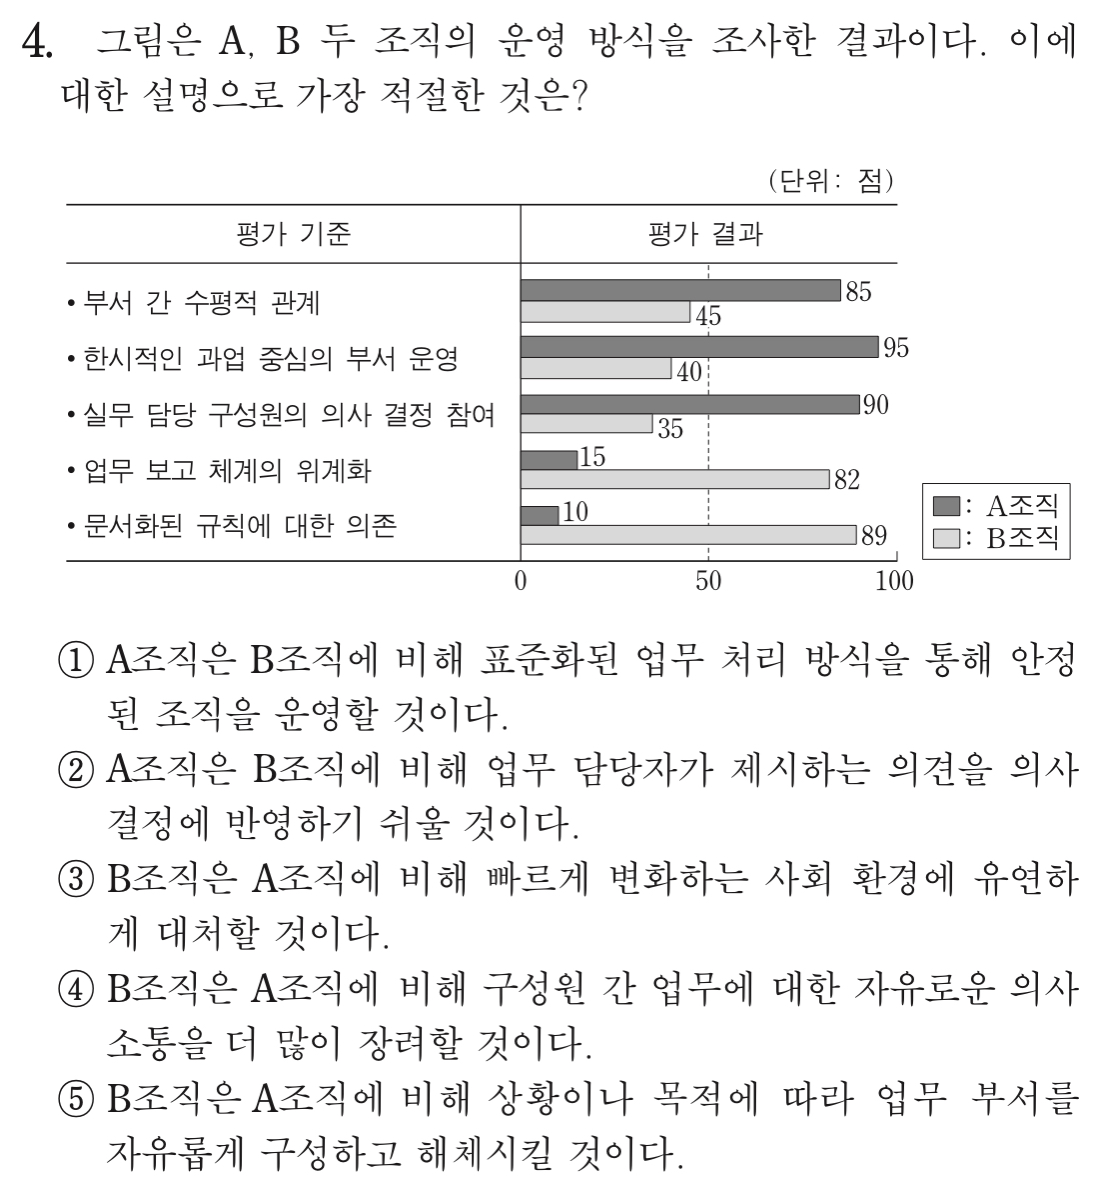 4. 그림은 A, B 두 조직의 운영 방식을 조사한 결과이다. 이에
대한 설명으로 가장 적절한 것은?
(단위: 점)
평가 기준 평가 결과
• 부서 간 수평적 관계 85 45
• 한시적인 과업 중심의 부서 운영 95 40
• 실무 담당 구성원의 의사 결정 참여 90 35
• 업무 보고 체계의 위계화 15 82
• 문서화된 규칙에 대한 의존 10 89
: A조직
: B조직
0 50 100
① A조직은 B조직에 비해 표준화된 업무 처리 방식을 통해 안정
된 조직을 운영할 것이다.
② A조직은 B조직에 비해 업무 담당자가 제시하는 의견을 의사
결정에 반영하기 쉬울 것이다.
③ B조직은 A조직에 비해 빠르게 변화하는 사회 환경에 유연하
게 대처할 것이다.
④ B조직은 A조직에 비해 구성원 간 업무에 대한 자유로운 의사
소통을 더 많이 장려할 것이다.
⑤ B조직은 A조직에 비해 상황이나 목적에 따라 업무 부서를
자유롭게 구성하고 해체시킬 것이다.